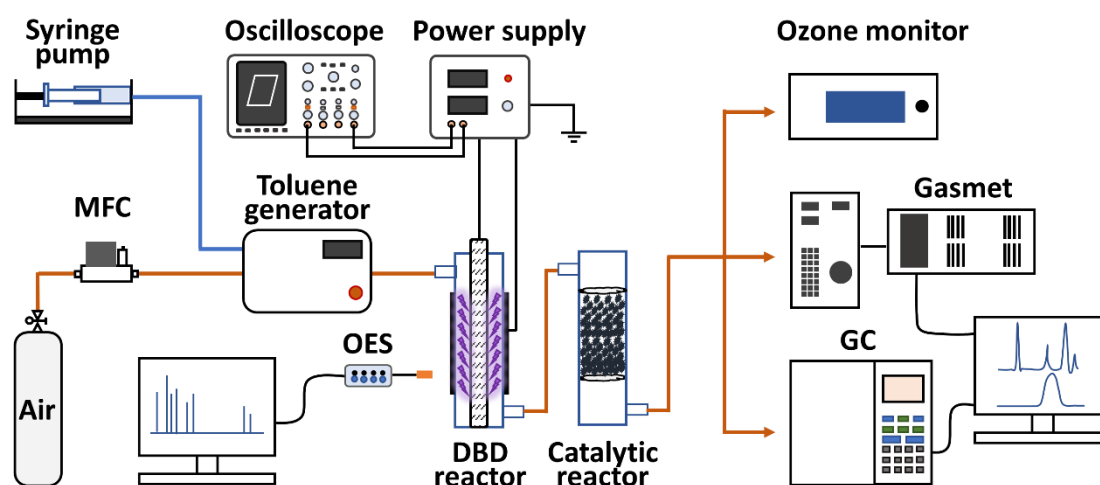 Syringe
pump
Oscilloscope
Power supply
Ozone monitor
MFC
Toluene
generator
Gasmet
OES
GC
Air
DBD
reactor
Catalytic
reactor